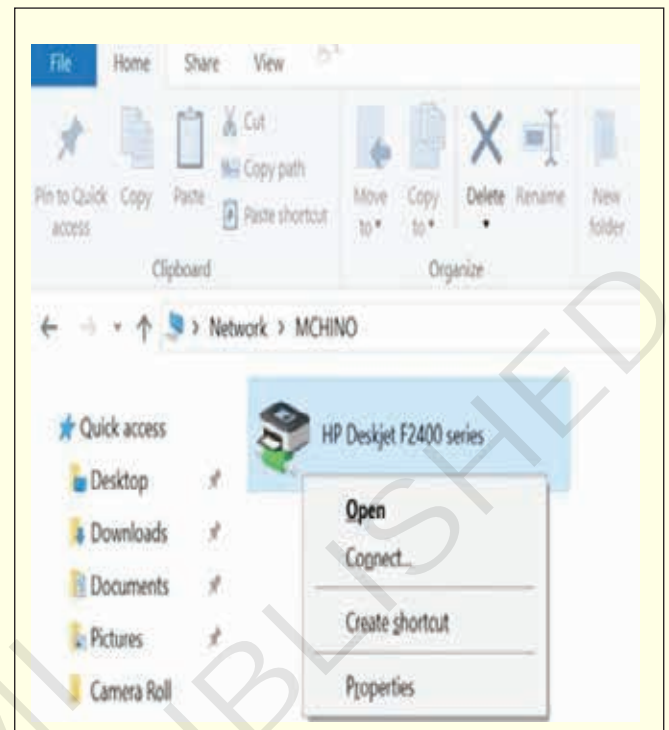 File Home Share View
Cut
Copy path
Paste shortcut
Pin to Quick access
Copy
Paste
Move to
Copy to
Delete
Rename
New folder
Clipboard
Organize
Network > MCHINO
Quick access
Desktop
Downloads
Documents
Pictures
Camera Roll
HP Deskjet F2400 series
Open
Connect...
Create shortcut
Properties